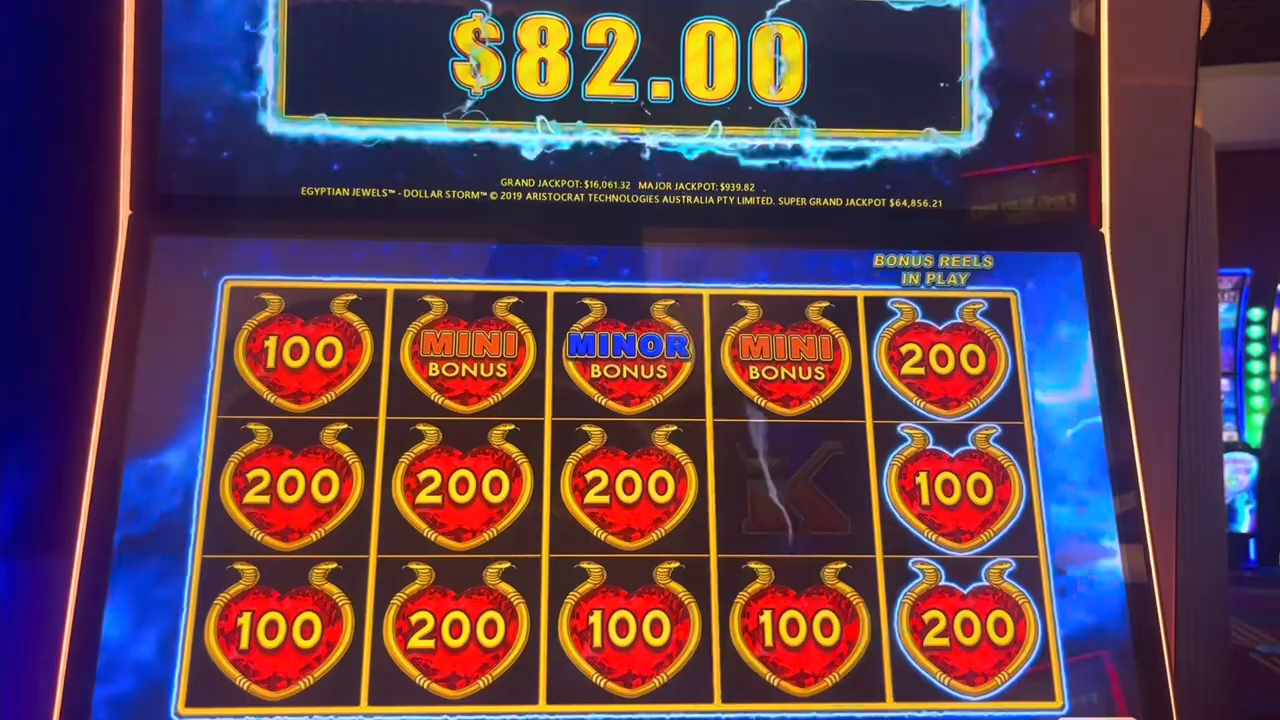 $82.00
GRAND JACKPOT: $16,061.32 MAJOR JACKPOT: $939.82
EGYPTIAN JEWELS™ - DOLLAR STORM™ © 2019 ARISTOCRAT TECHNOLOGIES AUSTRALIA PTY LIMITED. SUPER GRAND JACKPOT $64,856.21
BONUS REELS
IN PLAY
100 MINI BONUS MINOR BONUS MINI BONUS 200
200 200 200 K 100
100 200 100 100 200